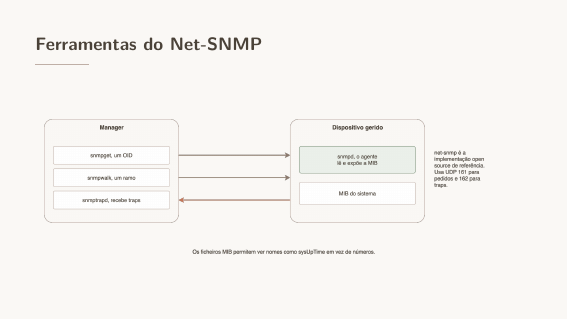 Ferramentas do Net-SNMP
Manager
snmpget, um OID
snmpwalk, um ramo
snmptrapd, recebe traps
Dispositivo gerido
snmpd, o agente
lê e expõe a MIB
MIB do sistema
net-snmp é a
implementação open
source de referência.
Usa UDP 161 para
pedidos e 162 para
traps.
Os ficheiros MIB permitem ver nomes como sysUpTime em vez de números.